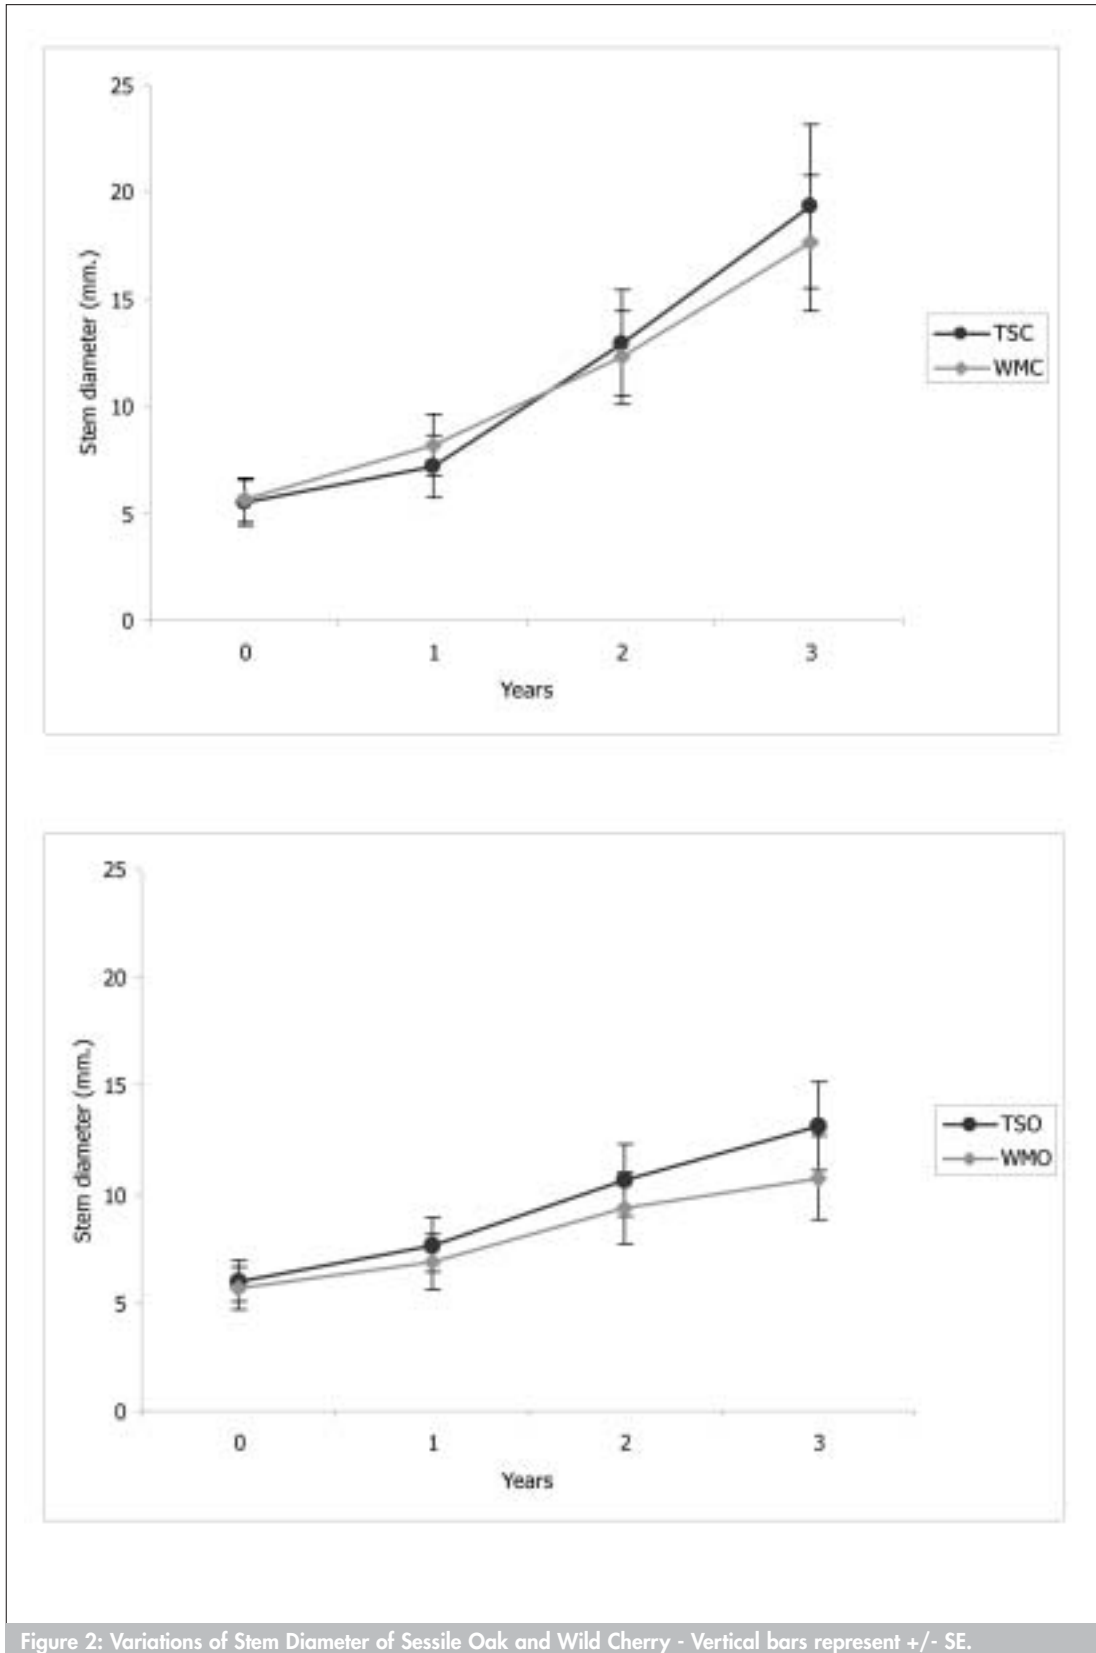 25
20
15
10
5
0
Stem diameter (mm.)
0 1 2 3
Years
TSC
WMC
25
20
15
10
5
0
Stem diameter (mm.)
0 1 2 3
Years
TSO
WMO
Figure 2: Variations of Stem Diameter of Sessile Oak and Wild Cherry - Vertical bars represent +/- SE.